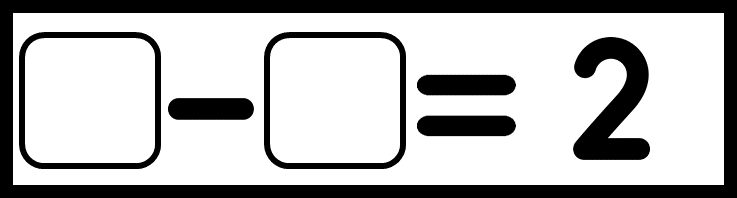 □ − □ = 2